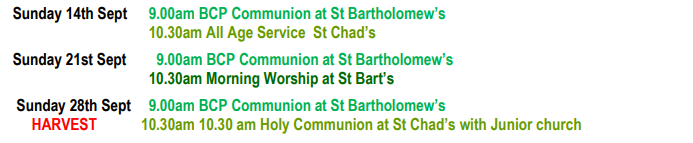 Sunday 14th Sept 9.00am BCP Communion at St Bartholomew’s
10.30am All Age Service St Chad’s
Sunday 21st Sept 9.00am BCP Communion at St Bartholomew’s
10.30am Morning Worship at St Bart’s
Sunday 28th Sept 9.00am BCP Communion at St Bartholomew’s
HARVEST 10.30am 10.30 am Holy Communion at St Chad’s with Junior church